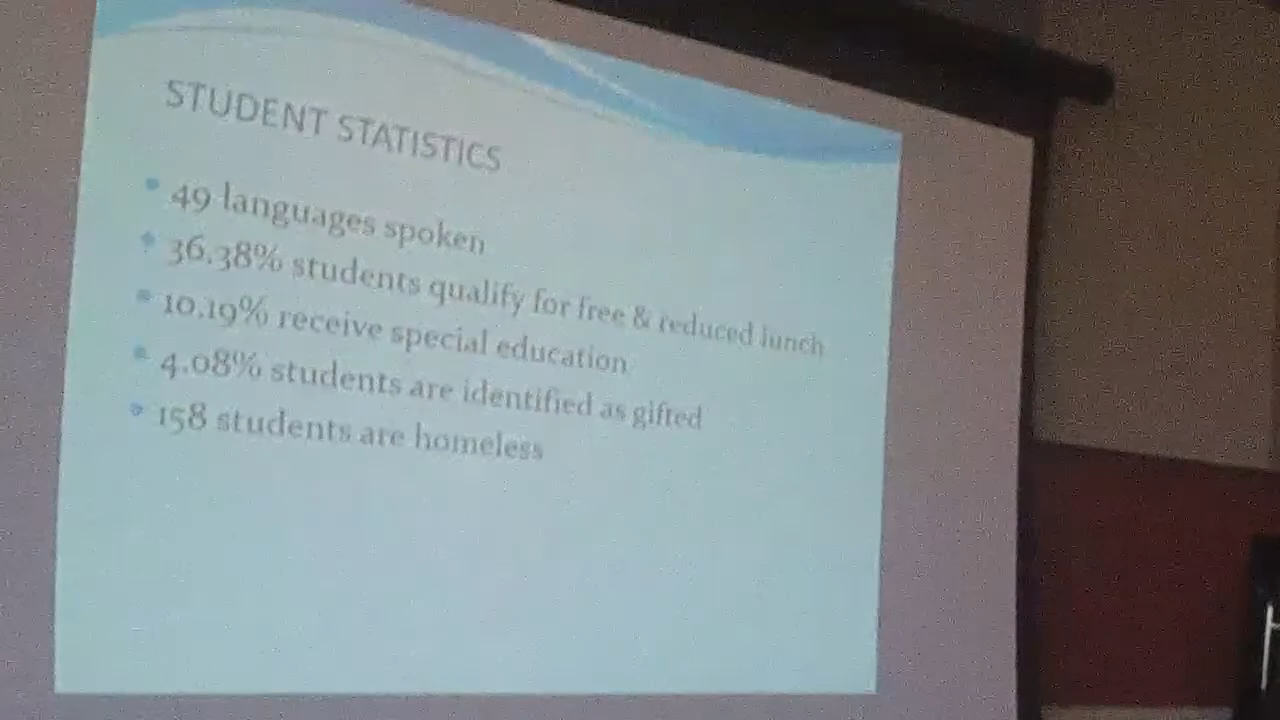 STUDENT STATISTICS
49 languages spoken
36.38% students qualify for free & reduced lunch
10.19% receive special education
4.08% students are identified as gifted
158 students are homeless